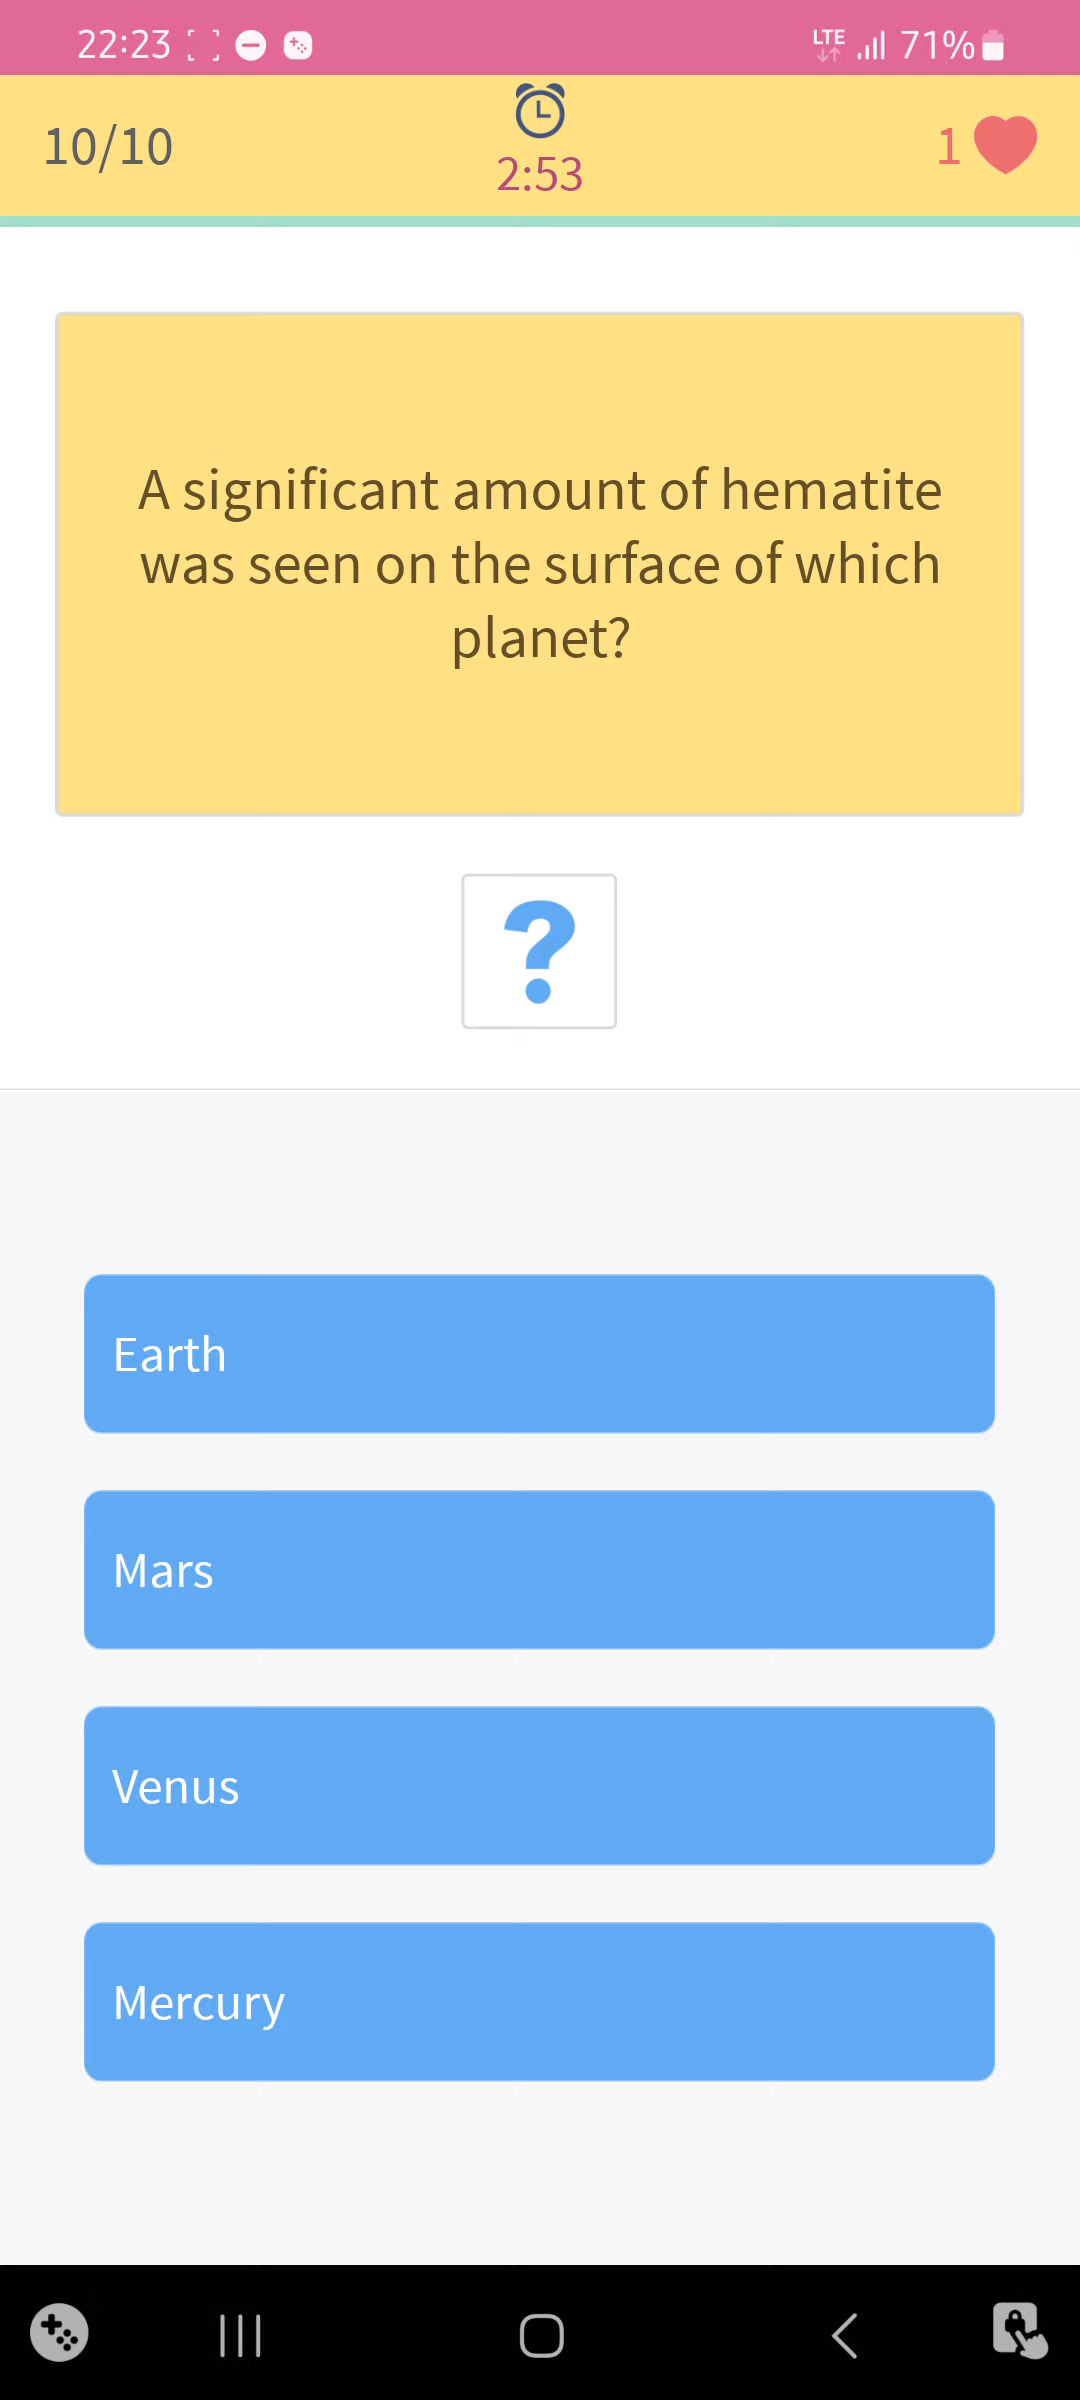 22:23
LTE
71%
10/10
2:53
1
A significant amount of hematite
was seen on the surface of which
planet?
?
Earth
Mars
Venus
Mercury